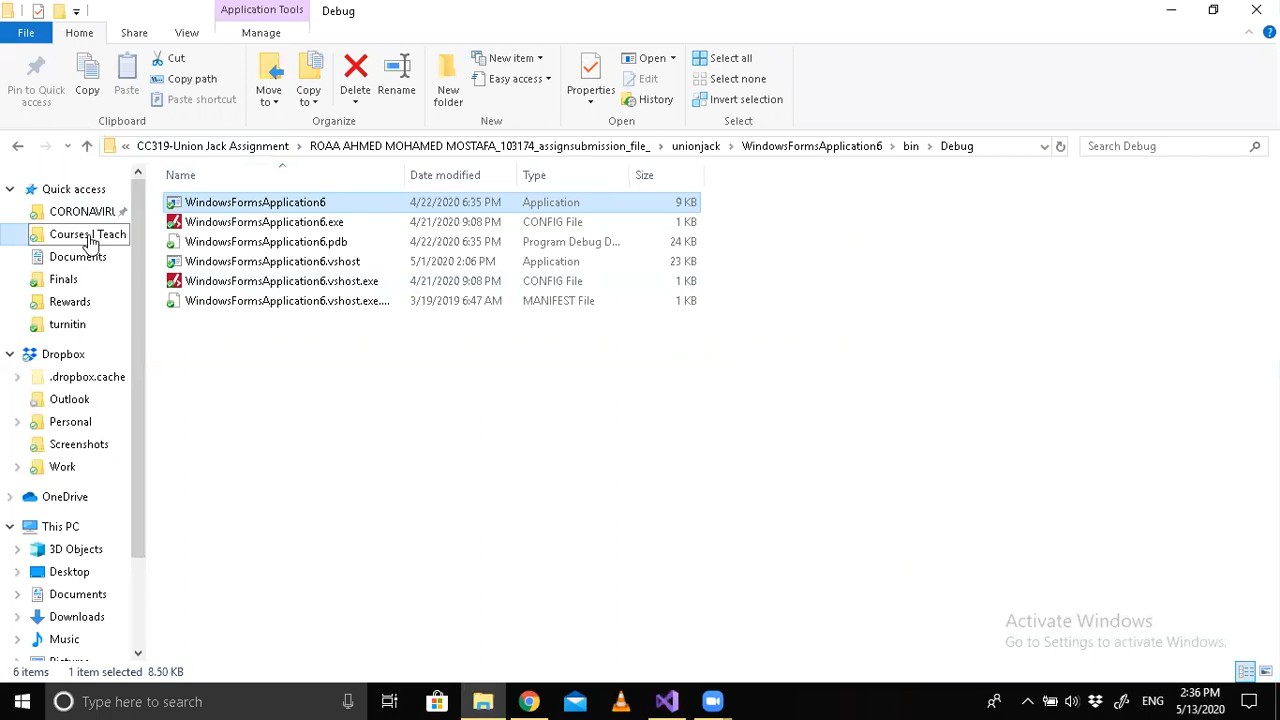 Application Tools Debug
File Home Share View Manage
Pin to Quick access
Copy
Paste
Cut
Copy path
Paste shortcut
Clipboard
Move to
Copy to
Delete
Rename
Organize
New folder
New item
Easy access
New
Properties
Open
Edit
History
Open
Select all
Select none
Invert selection
Select
« CC319-Union Jack Assignment > ROAA AHMED MOHAMED MOSTAFA_103174_assignsubmission_file_ > unionjack > WindowsFormsApplication6 > bin > Debug
Search Debug
Name Date modified Type Size
WindowsFormsApplication6 4/22/2020 6:35 PM Application 9 KB
WindowsFormsApplication6.exe 4/21/2020 9:08 PM CONFIG File 1 KB
WindowsFormsApplication6.pdb 4/22/2020 6:35 PM Program Debug D... 24 KB
WindowsFormsApplication6.vshost 5/1/2020 2:06 PM Application 23 KB
WindowsFormsApplication6.vshost.exe 4/21/2020 9:08 PM CONFIG File 1 KB
WindowsFormsApplication6.vshost.exe.... 3/19/2019 6:47 AM MANIFEST File 1 KB
Quick access
CORONAVIRU
Courses I Teach
Documents
Finals
Rewards
turnitin
Dropbox
.dropbox.cache
Outlook
Personal
Screenshots
Work
OneDrive
This PC
3D Objects
Desktop
Documents
Downloads
Music
Activate Windows
Go to Settings to activate Windows.
6 items 1 item selected 8.50 KB
Type here to search
ENG
2:36 PM
5/13/2020